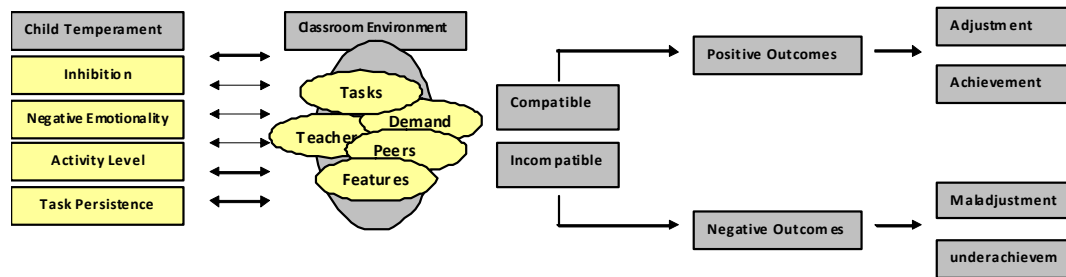 Child Temperament
Inhibition
Negative Emotionality
Activity Level
Task Persistence
Classroom Environment
Tasks
Demand
Teacher
Peers
Features
Compatible
Incompatible
Positive Outcomes
Negative Outcomes
Adjustment
Achievement
Maladjustment
underachievem